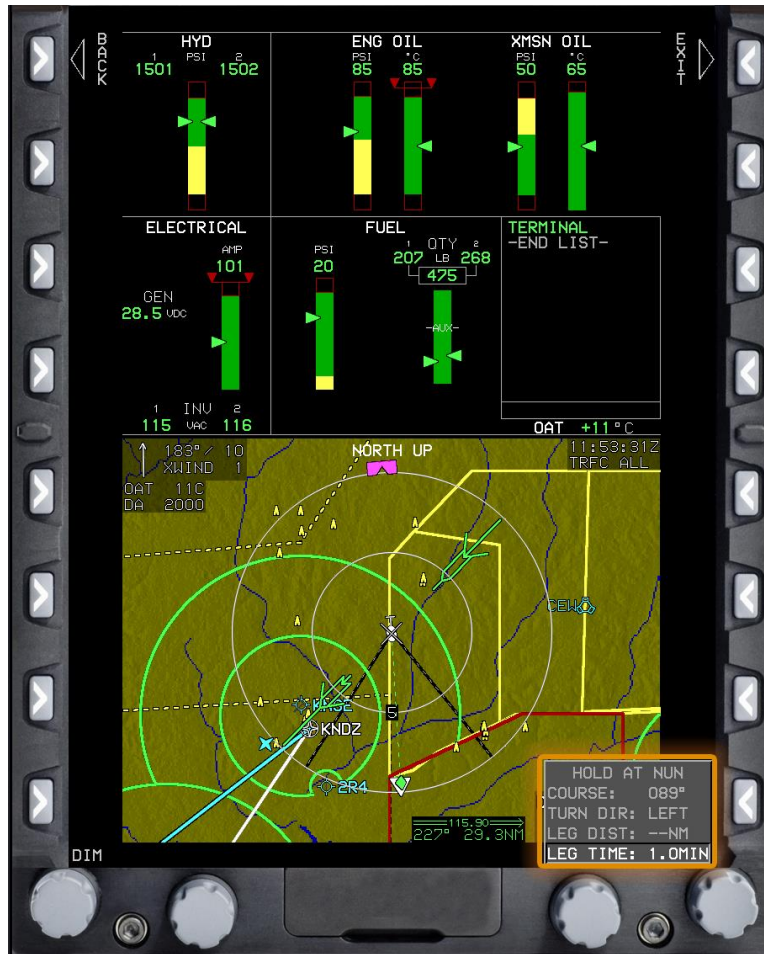 BACK
EXIT
HYD
1 PSI 2
1501 1502
ENG OIL
PSI °C
85 85
XMSN OIL
PSI °C
50 65
ELECTRICAL
AMP
101
GEN
28.5 VDC
1 INV 2
115 VAC 116
FUEL
PSI
20
1 QTY 2
207 LB 268
475
-AUX-
TERMINAL
-END LIST-
OAT +11°C
183°/ 10
XWIND 1
OAT 11C
DA 2000
NORTH UP
11:53:31Z
TRFC ALL
T
CEW
KNSE
KNDZ
5
2R4
115.90
227° 29.3NM
HOLD AT NUN
COURSE: 089°
TURN DIR: LEFT
LEG DIST: --NM
LEG TIME: 1.0MIN
DIM